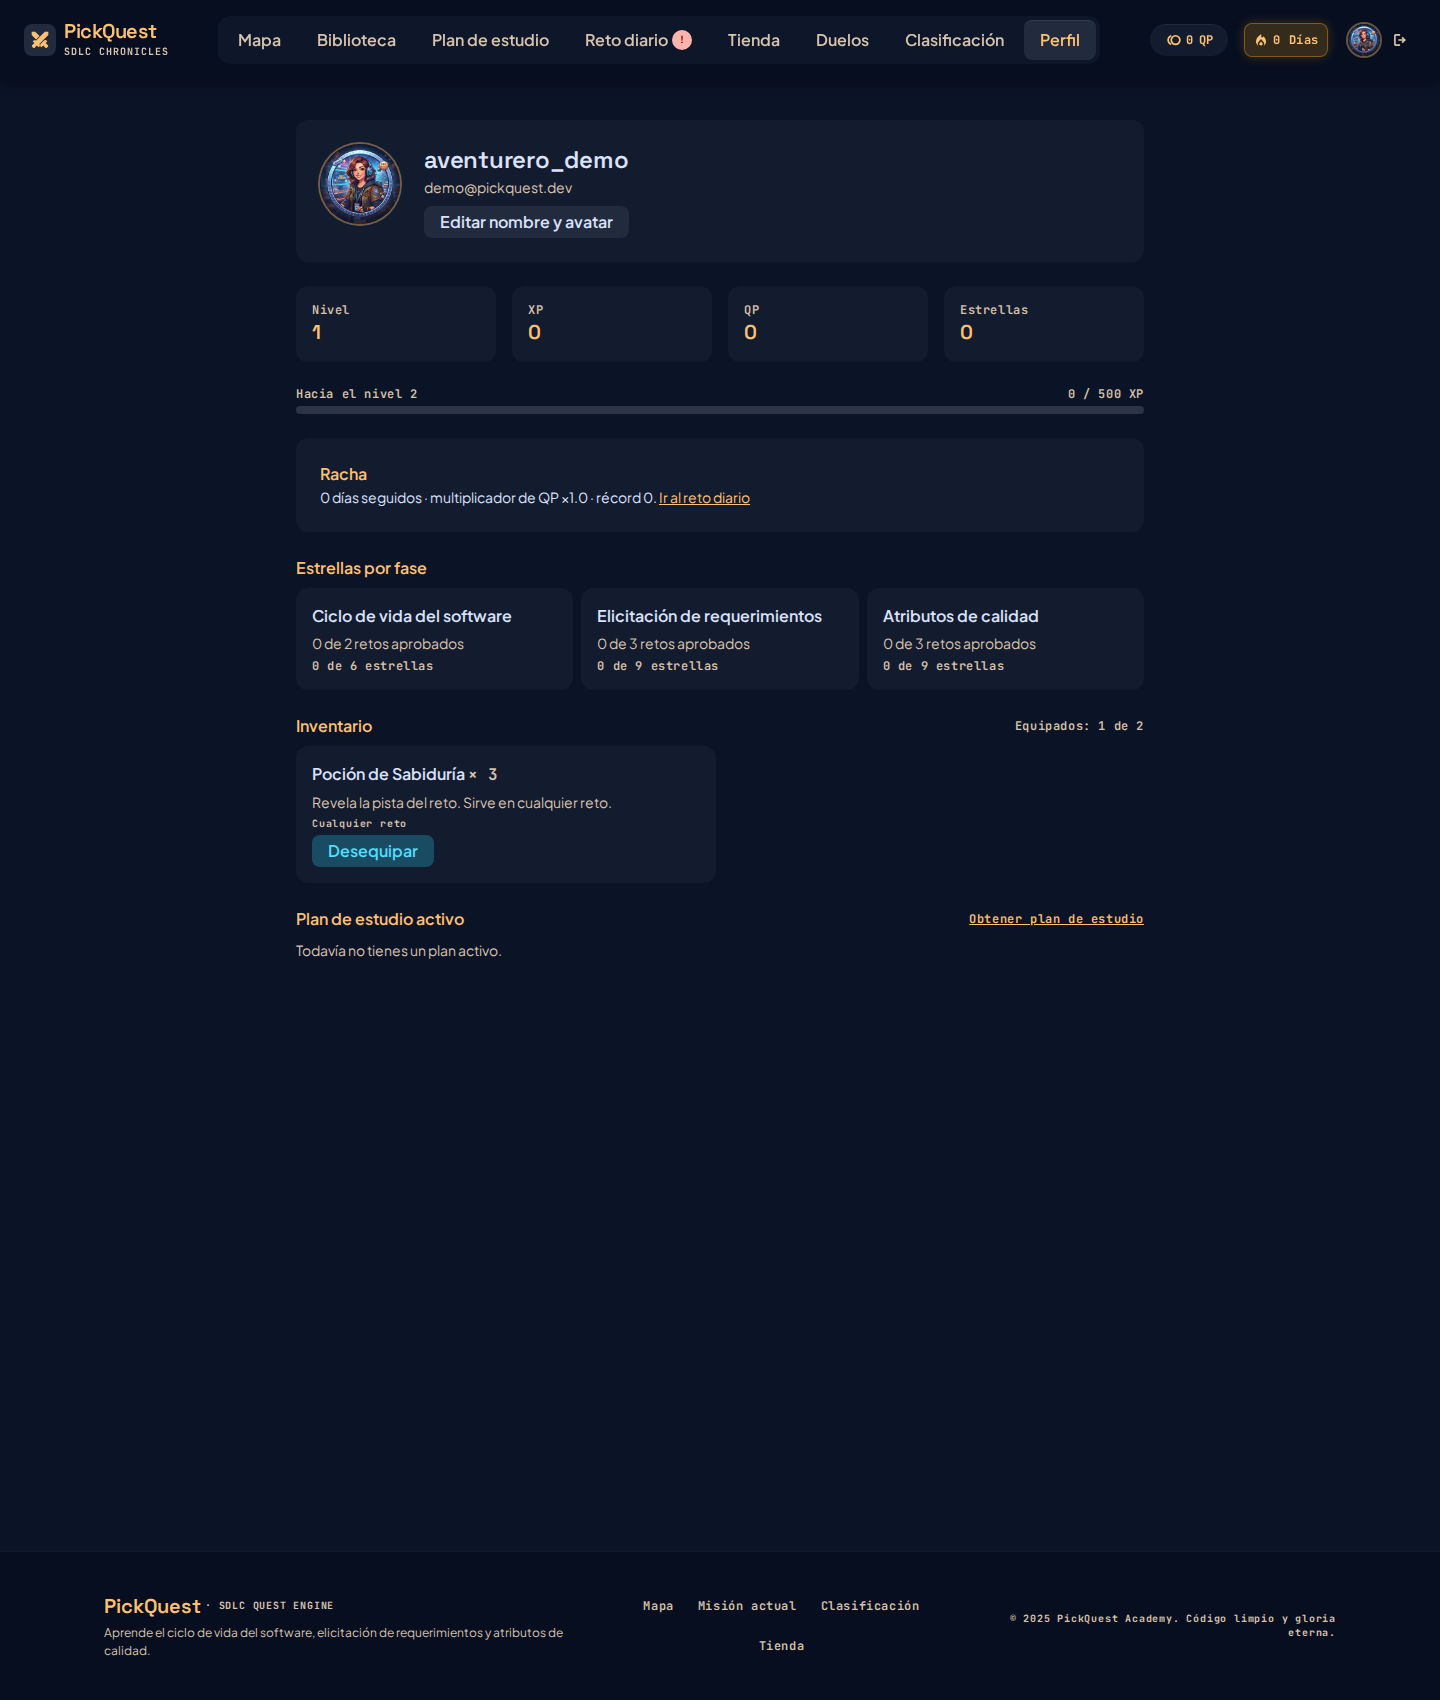 PickQuest
SDLC CHRONICLES
Mapa
Biblioteca
Plan de estudio
Reto diario !
Tienda
Duelos
Clasificación
Perfil
0 QP
0 Días
aventurero_demo
demo@pickquest.dev
Editar nombre y avatar
Nivel
1
XP
0
QP
0
Estrellas
0
Hacia el nivel 2
0 / 500 XP
Racha
0 días seguidos · multiplicador de QP ×1.0 · récord 0. Ir al reto diario
Estrellas por fase
Ciclo de vida del software
0 de 2 retos aprobados
0 de 6 estrellas
Elicitación de requerimientos
0 de 3 retos aprobados
0 de 9 estrellas
Atributos de calidad
0 de 3 retos aprobados
0 de 9 estrellas
Inventario
Equipados: 1 de 2
Poción de Sabiduría × 3
Revela la pista del reto. Sirve en cualquier reto.
Cualquier reto
Desequipar
Plan de estudio activo
Obtener plan de estudio
Todavía no tienes un plan activo.
PickQuest · SDLC QUEST ENGINE
Aprende el ciclo de vida del software, elicitación de requerimientos y atributos de
calidad.
Mapa
Misión actual
Clasificación
Tienda
© 2025 PickQuest Academy. Código limpio y gloria
eterna.